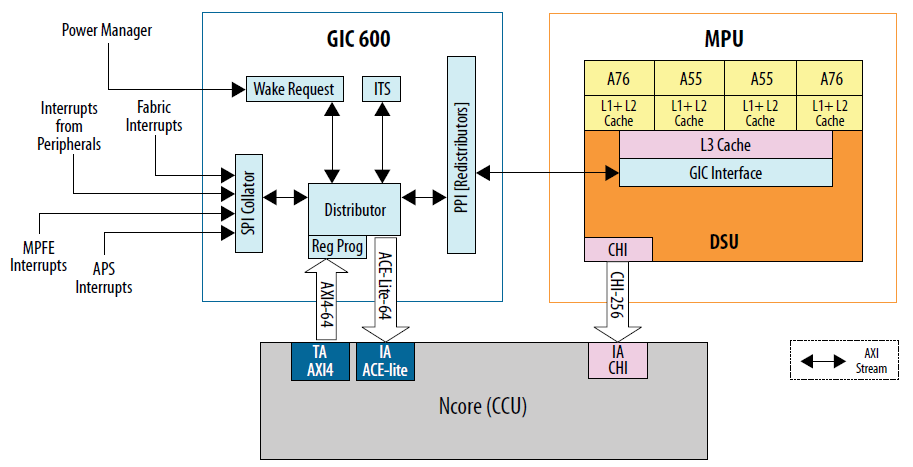 Power Manager
GIC 600
MPU
Wake Request
ITS
A76
A55
A55
A76
L1+ L2
Cache
L1+ L2
Cache
L1+ L2
Cache
L1+ L2
Cache
Interrupts
from
Peripherals
Fabric
Interrupts
PPI [Redistributors]
L3 Cache
GIC Interface
SPI Collator
Distributor
Reg Prog
MPFE
Interrupts
APS
Interrupts
DSU
CHI
AXI4-64
ACE-Lite-64
CHI-256
TA
AXI4
IA
ACE-lite
IA
CHI
Ncore (CCU)
AXI
Stream